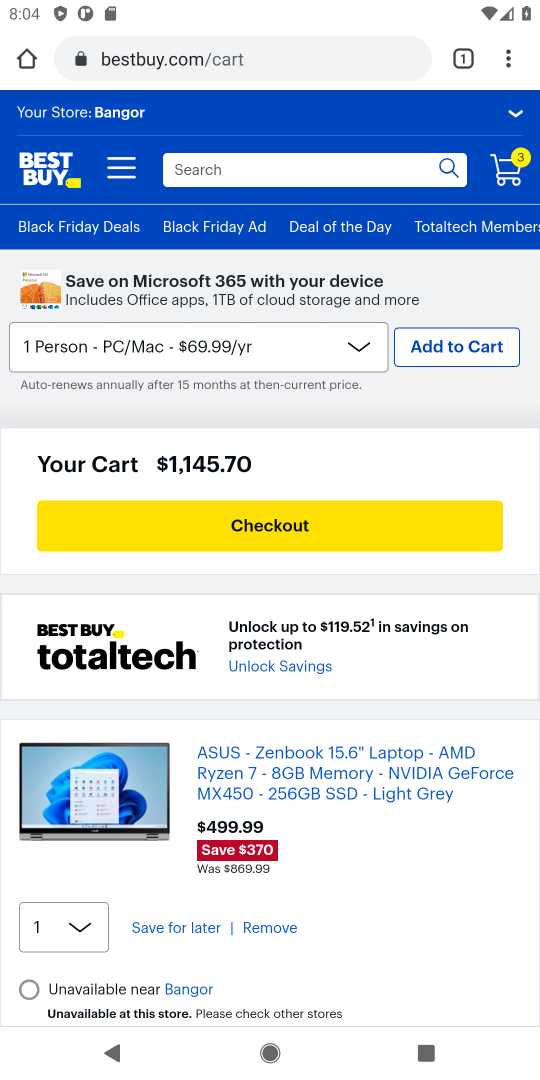 8:04
bestbuy.com/cart
1
Your Store: Bangor
BEST BUY
Search
3
Black Friday Deals Black Friday Ad Deal of the Day Totaltech Members
Save on Microsoft 365 with your device
Includes Office apps, 1TB of cloud storage and more
1 Person - PC/Mac - $69.99/yr
Add to Cart
Auto-renews annually after 15 months at then-current price.
Your Cart $1,145.70
Checkout
BEST BUY
totaltech
Unlock up to $119.52¹ in savings on
protection
Unlock Savings
ASUS - Zenbook 15.6" Laptop - AMD
Ryzen 7 - 8GB Memory - NVIDIA GeForce
MX450 - 256GB SSD - Light Grey
$499.99
Save $370
Was $869.99
1
Save for later | Remove
Unavailable near Bangor
Unavailable at this store. Please check other stores